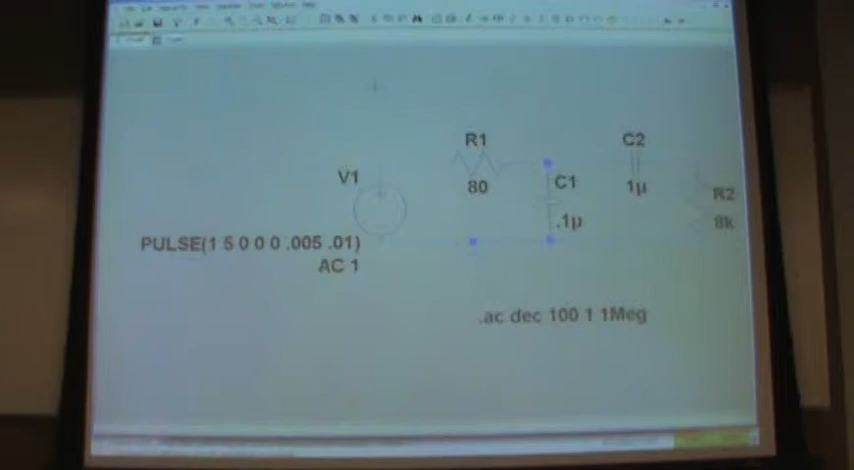 R1
C2
V1
C1
80
1µ
R2
.1µ
8k
PULSE(1 5 0 0 0 .005 .01)
AC 1
.ac dec 100 1 1Meg